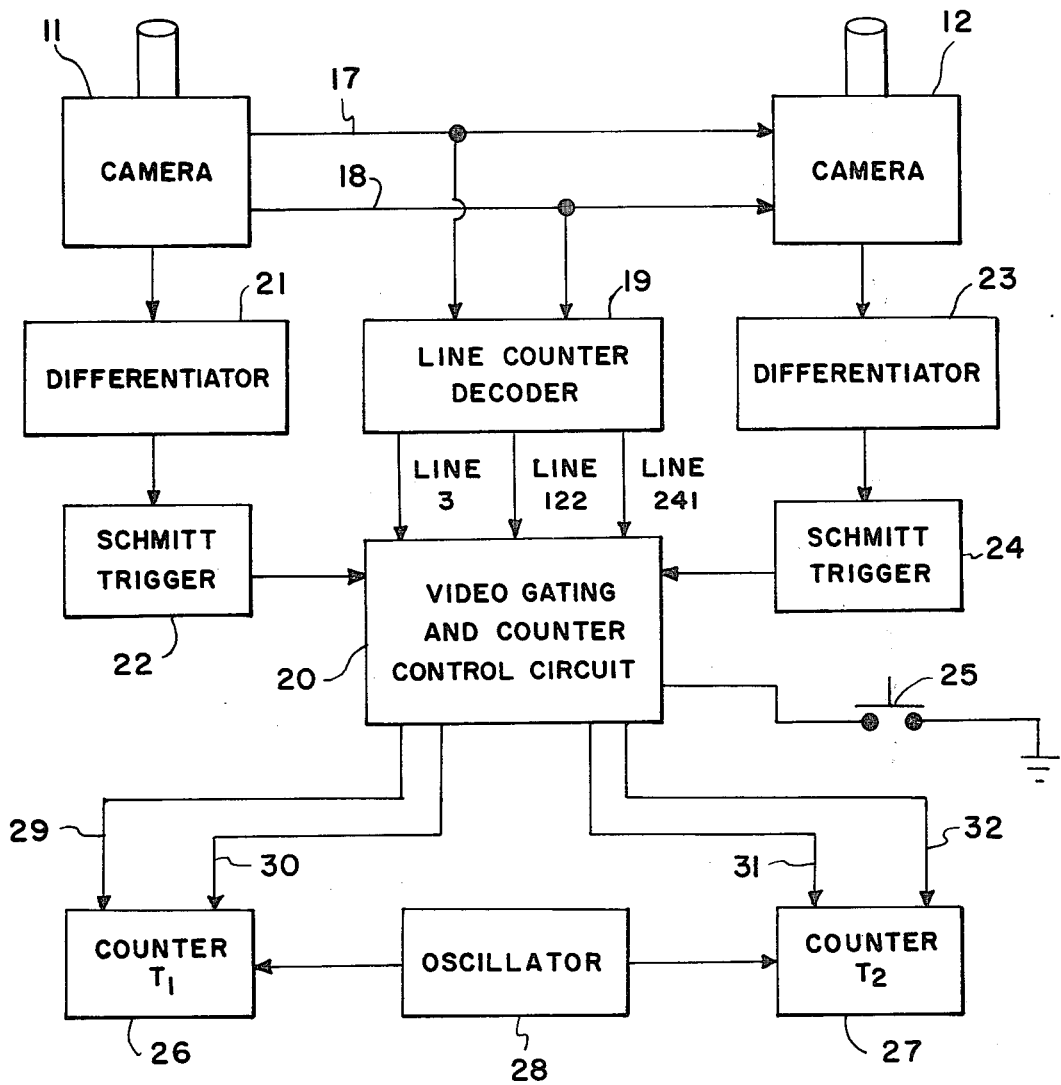 11
12
17
CAMERA
CAMERA
18
21
19
23
DIFFERENTIATOR
LINE COUNTER
DECODER
DIFFERENTIATOR
LINE
3
LINE
122
LINE
241
SCHMITT
TRIGGER
SCHMITT
TRIGGER
24
22
VIDEO GATING
AND COUNTER
CONTROL CIRCUIT
20
25
29
30
31
32
COUNTER
T1
OSCILLATOR
COUNTER
T2
26
28
27